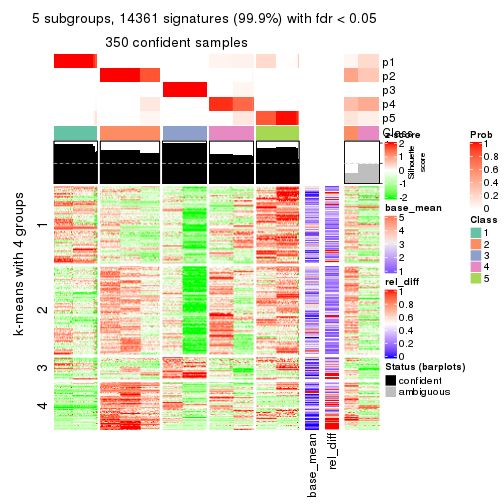 5 subgroups, 14361 signatures (99.9%) with fdr < 0.05
350 confident samples
p1
p2
p3
p4
p5
Class
z-score
2
1
0
-1
-2
Silhouette
score
k-means with 4 groups
1
2
3
4
base_mean
rel_diff
base_mean
5
4
3
2
1
rel_diff
1
0.8
0.6
0.4
0.2
0
Status (barplots)
confident
ambiguous
Prob
1
0.8
0.6
0.4
0.2
0
Class
1
2
3
4
5